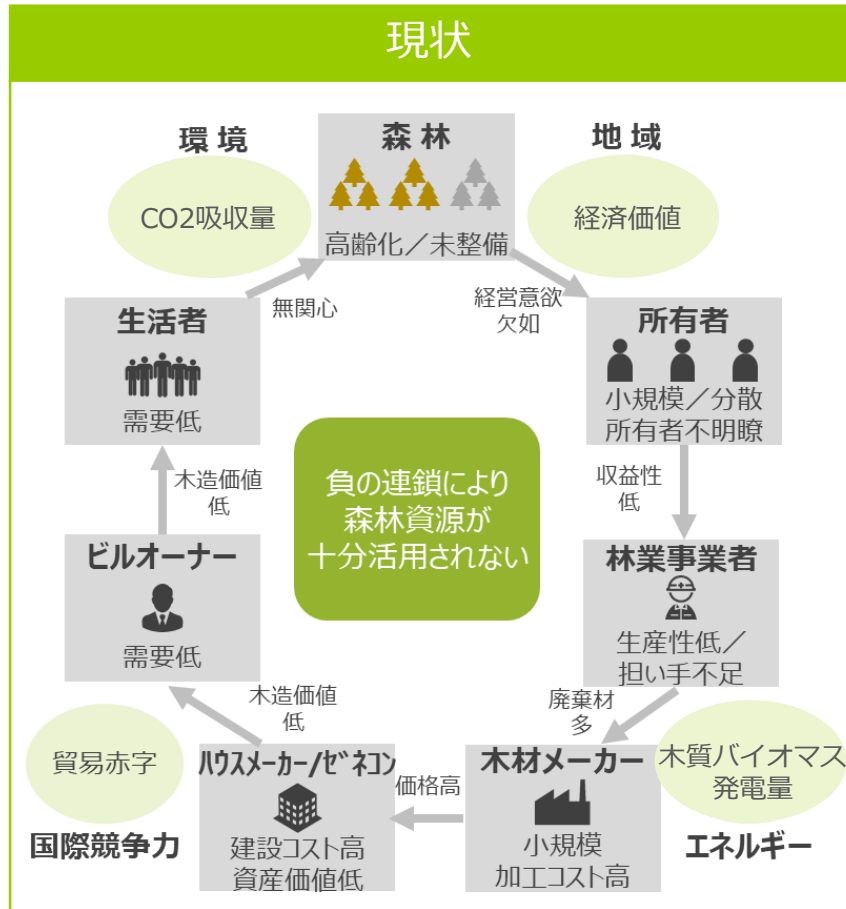 現状
環 境
森 林
地 域
CO2吸収量
高齢化／未整備
経済価値
無関心
経営意欲
欠如
生活者
需要低
所有者
小規模／分散
所有者不明瞭
木造価値
低
負の連鎖により
森林資源が
十分活用されない
収益性
低
ビルオーナー
需要低
林業事業者
生産性低／
担い手不足
木造価値
低
廃棄材
多
貿易赤字
国際競争力
ﾊｳｽﾒｰｶｰ/ｾﾞﾈｺﾝ
建設コスト高
資産価値低
価格高
木材メーカー
小規模
加工コスト高
木質バイオマス
発電量
エネルギー